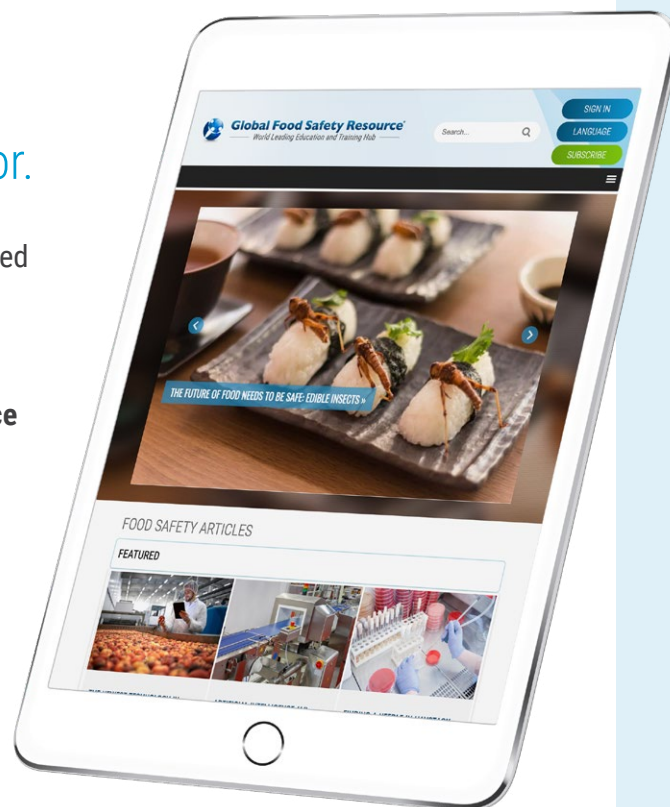 or.
ed
ce
Global Food Safety Resource®
World Leading Education and Training Hub
Search...
SIGN IN
LANGUAGE
SUBSCRIBE
THE FUTURE OF FOOD NEEDS TO BE SAFE: EDIBLE INSECTS »
FOOD SAFETY ARTICLES
FEATURED